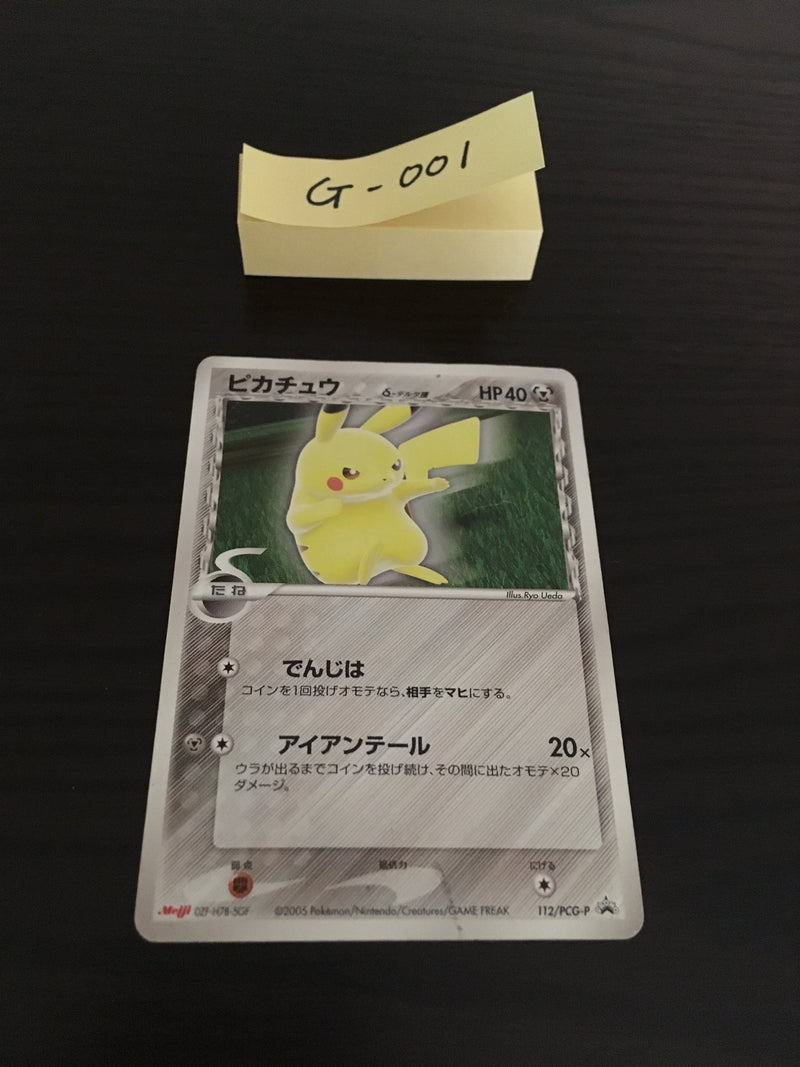 G-001
ピカチュウ δ-デルタ種 HP40
δ
たね
Illus.Ryo Ueda
でんじは
コインを1回投げオモテなら、相手をマヒにする。
アイアンテール 20×
ウラが出るまでコインを投げ続け、その間に出たオモテ×20
ダメージ。
弱点 抵抗力 にげる
Meiji 0ZF-H7B-5GF ©2005 Pokémon/Nintendo/Creatures/GAME FREAK 112/PCG-P